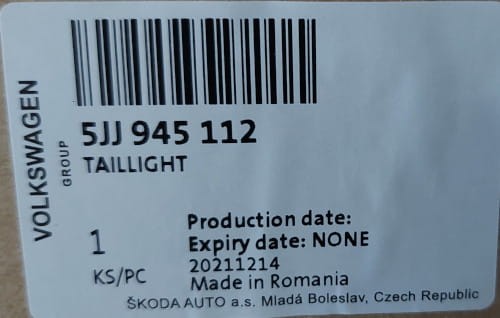 VOLKSWAGEN
GROUP
5JJ 945 112
TAILLIGHT
1
KS/PC
Production date:
Expiry date: NONE
20211214
Made in Romania
ŠKODA AUTO a.s. Mladá Boleslav, Czech Republic